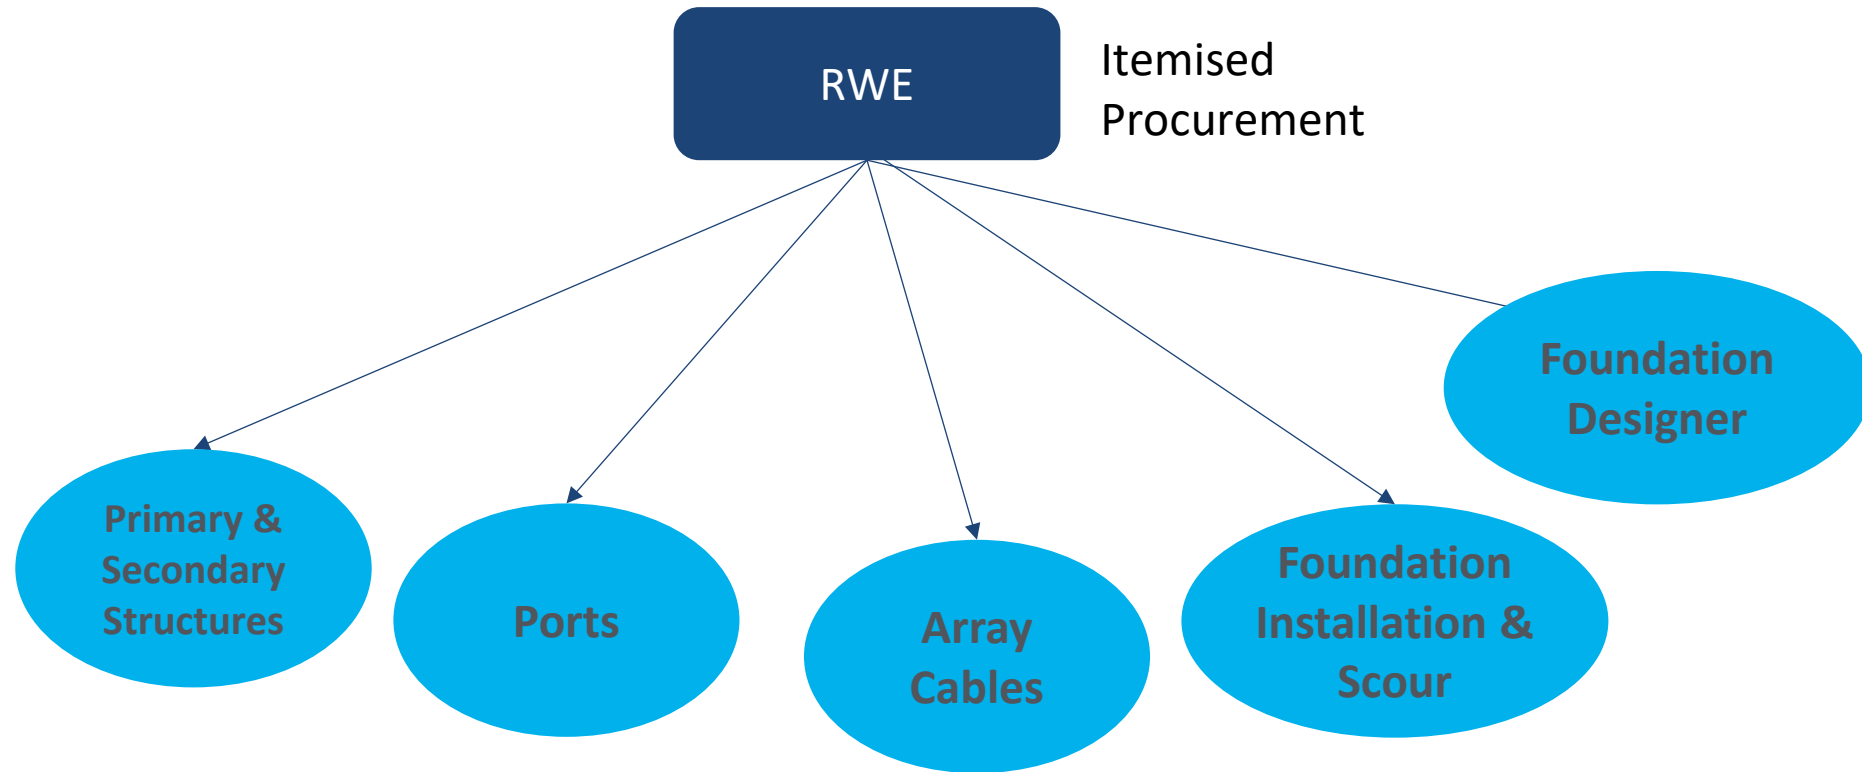 RWE
Itemised
Procurement
Foundation
Designer
Primary &
Secondary
Structures
Ports
Array
Cables
Foundation
Installation &
Scour